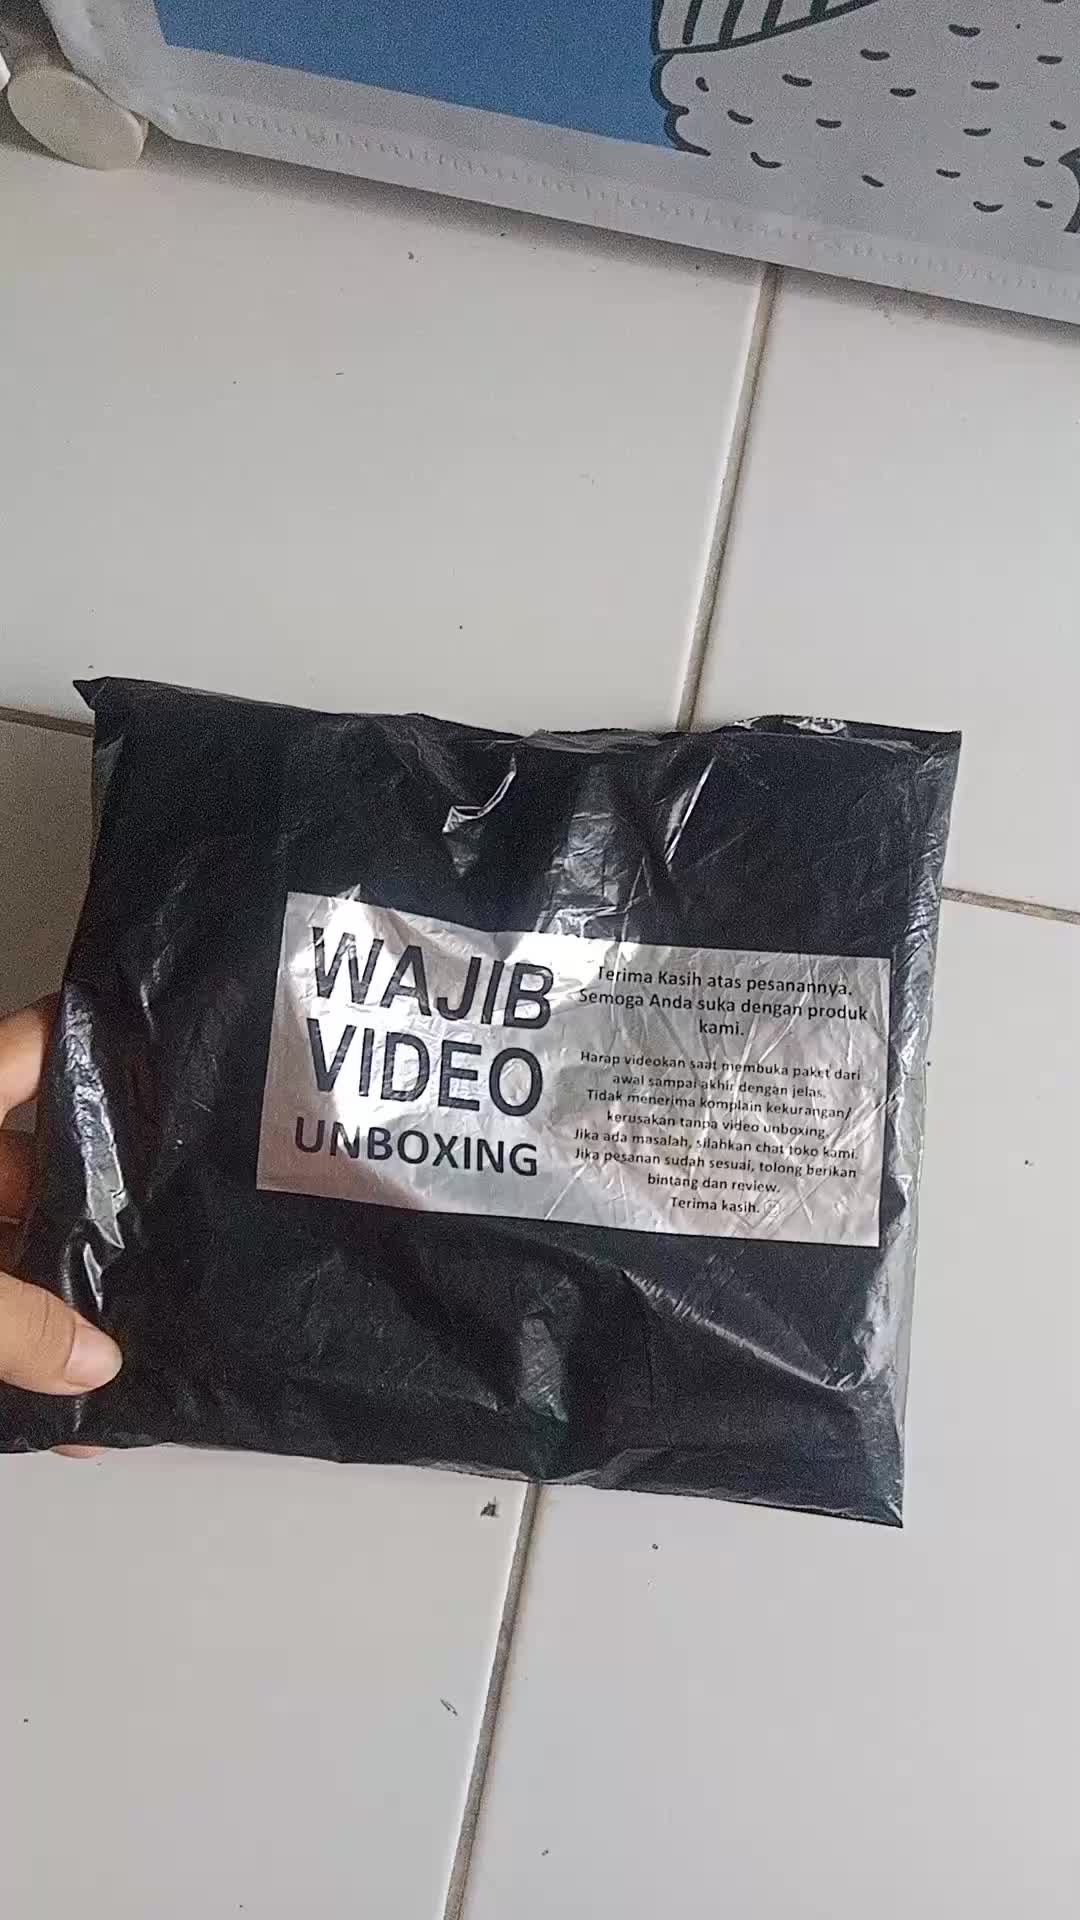 WAJIB
VIDEO
UNBOXING
Terima Kasih atas pesanannya.
Semoga Anda suka dengan produk
kami.
Harap videokan saat membuka paket dari
awal sampai akhir dengan jelas.
Tidak menerima komplain kekurangan/
kerusakan tanpa video unboxing.
Jika ada masalah, silahkan chat toko kami.
Jika pesanan sudah sesuai, tolong berikan
bintang dan review.
Terima kasih.